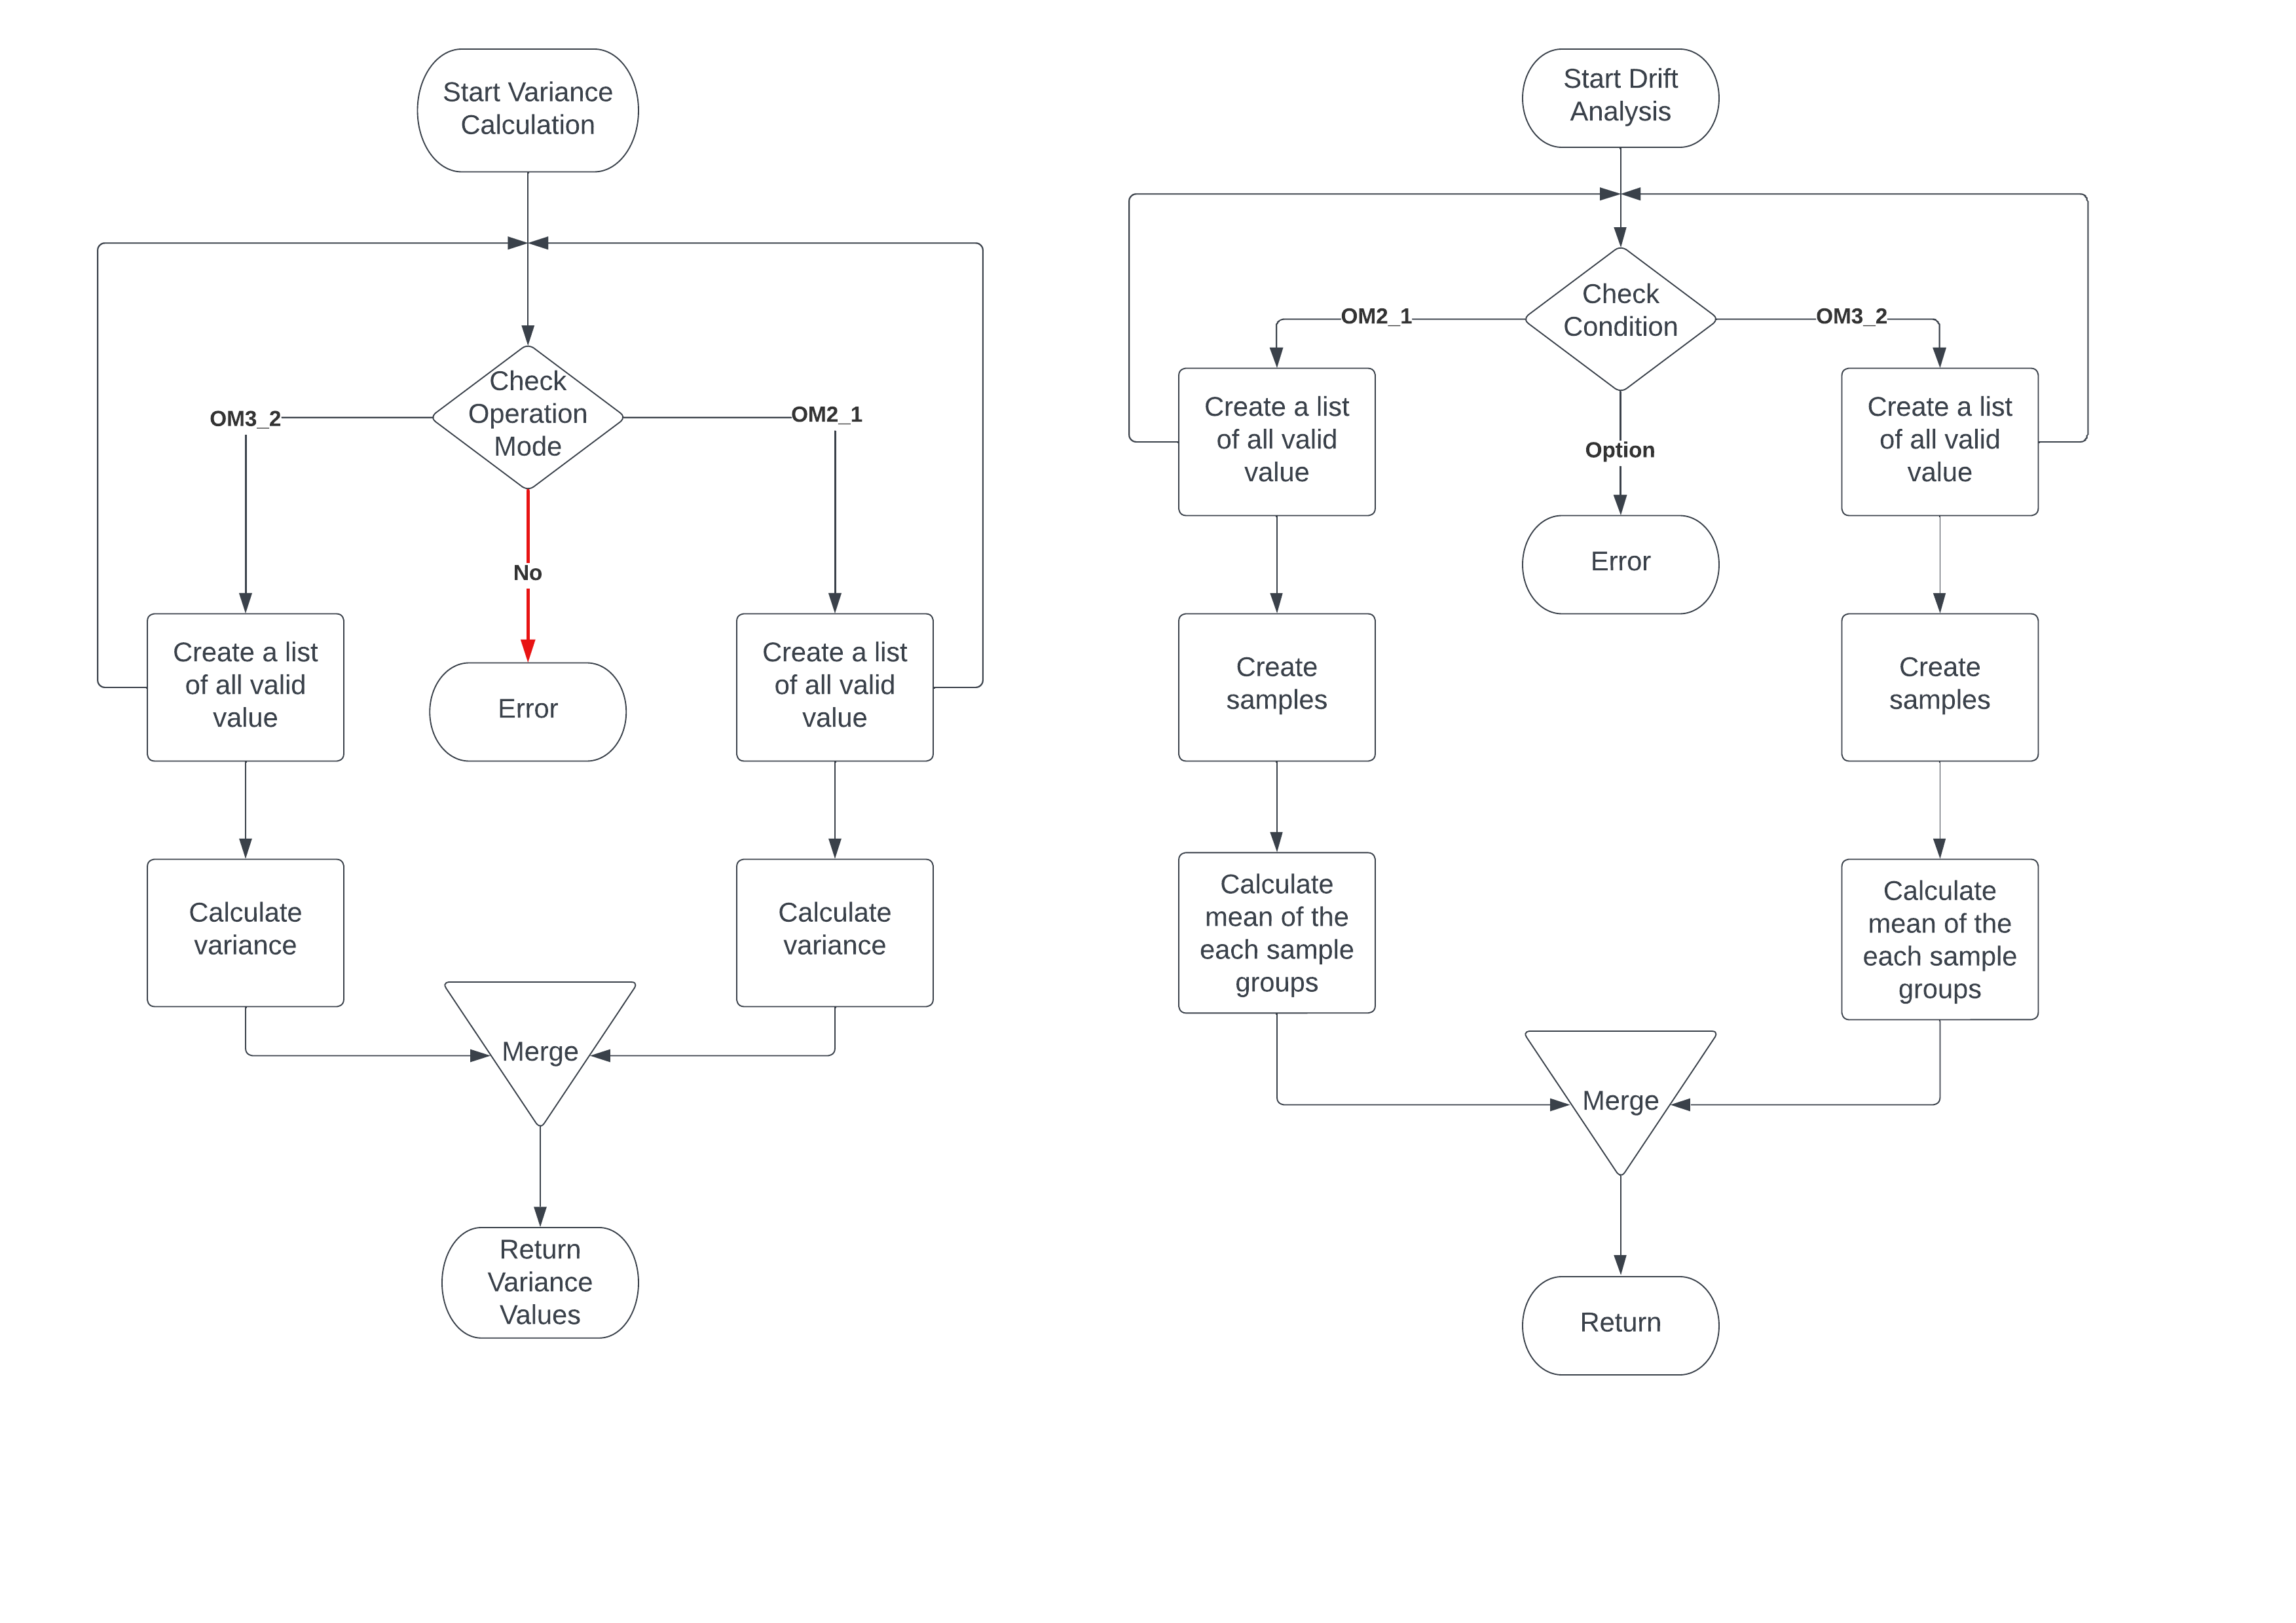 Start Variance
Calculation
Check
Operation
Mode
OM3_2
OM2_1
No
Create a list
of all valid
value
Error
Create a list
of all valid
value
Calculate
variance
Calculate
variance
Merge
Return
Variance
Values
Start Drift
Analysis
Check
Condition
OM2_1
OM3_2
Option
Create a list
of all valid
value
Create a list
of all valid
value
Error
Create
samples
Create
samples
Calculate
mean of the
each sample
groups
Calculate
mean of the
each sample
groups
Merge
Return